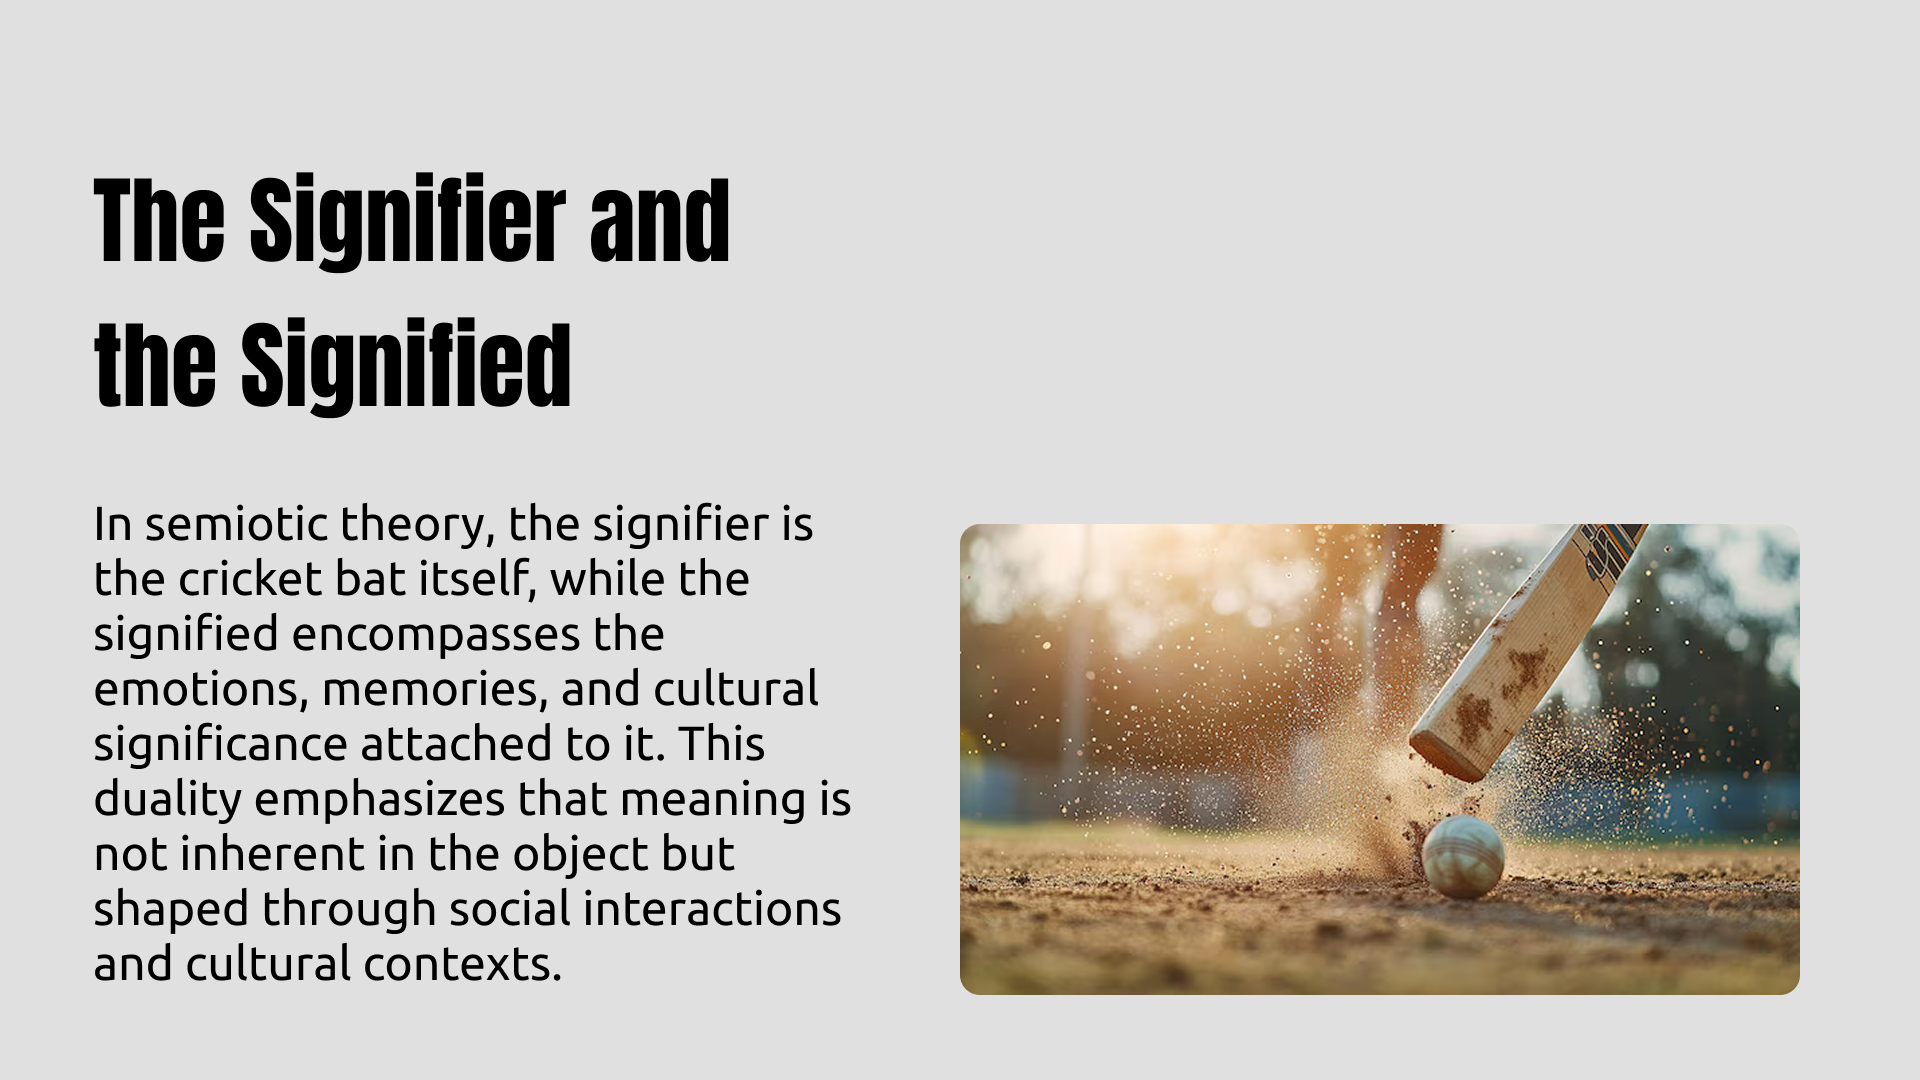 The Signifier and
the Signified
In semiotic theory, the signifier is
the cricket bat itself, while the
signified encompasses the
emotions, memories, and cultural
significance attached to it. This
duality emphasizes that meaning is
not inherent in the object but
shaped through social interactions
and cultural contexts.